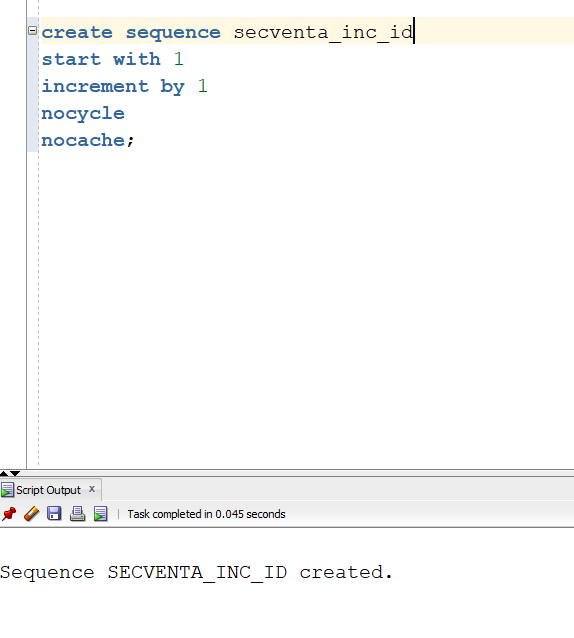 create sequence secventa_inc_id
start with 1
increment by 1
nocycle
nocache;
Script Output x
Task completed in 0.045 seconds
Sequence SECVENTA_INC_ID created.